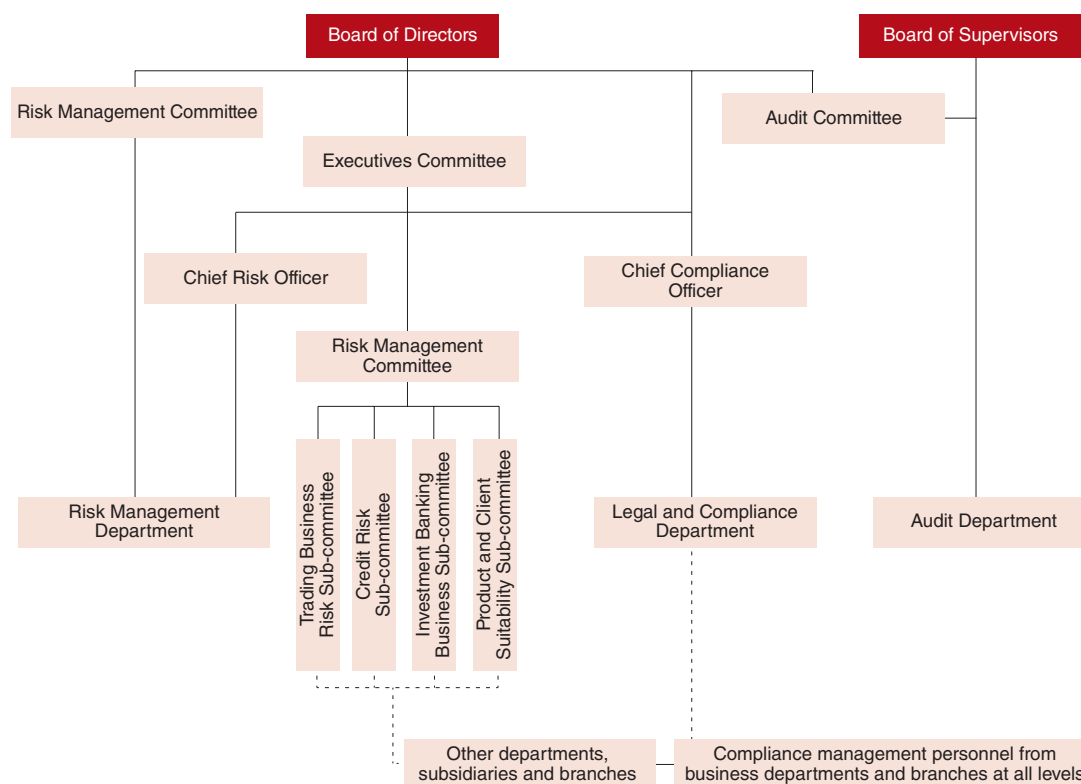 Board of Directors
Board of Supervisors
Risk Management Committee
Audit Committee
Executives Committee
Chief Risk Officer
Chief Compliance
Officer
Risk Management
Committee
Trading Business
Risk Sub-committee
Credit Risk
Sub-committee
Investment Banking
Business Sub-committee
Product and Client
Suitability Sub-committee
Risk Management
Department
Legal and Compliance
Department
Audit Department
Other departments,
subsidiaries and branches
Compliance management personnel from
business departments and branches at all levels